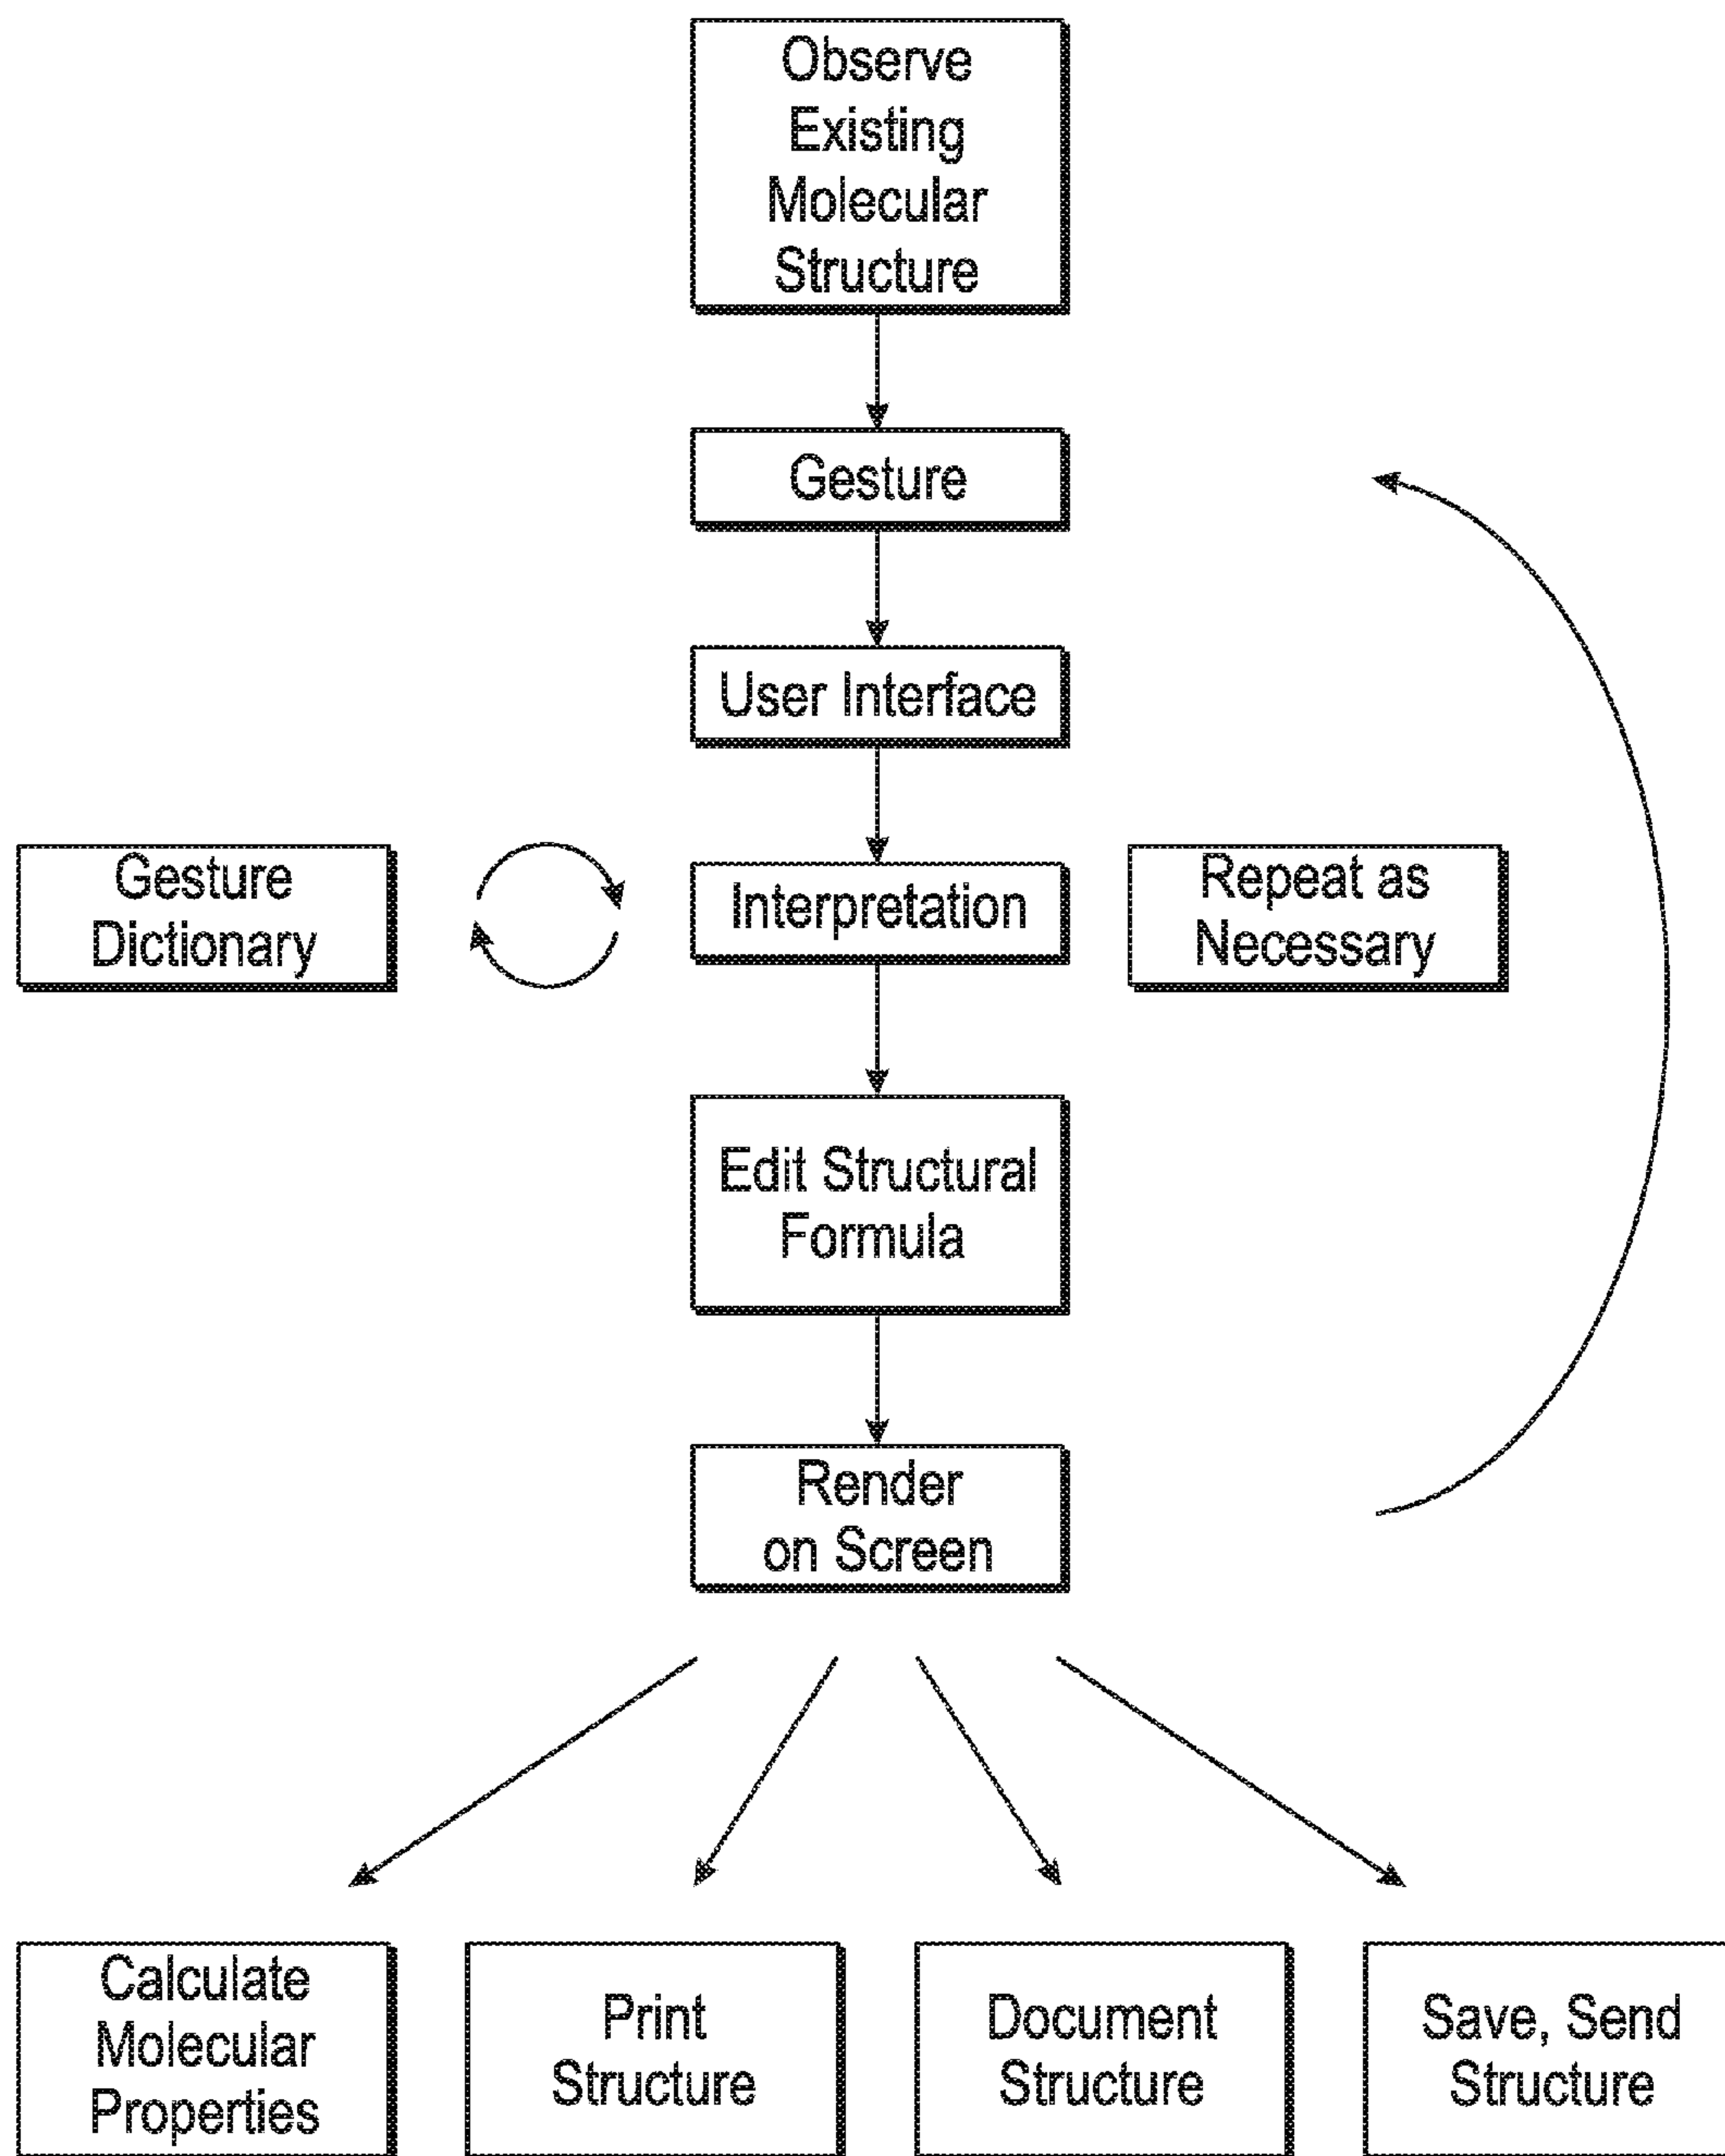 Observe
Existing
Molecular
Structure
Gesture
User Interface
Gesture
Dictionary
Interpretation
Repeat as
Necessary
Edit Structural
Formula
Render
on Screen
Calculate
Molecular
Properties
Print
Structure
Document
Structure
Save, Send
Structure